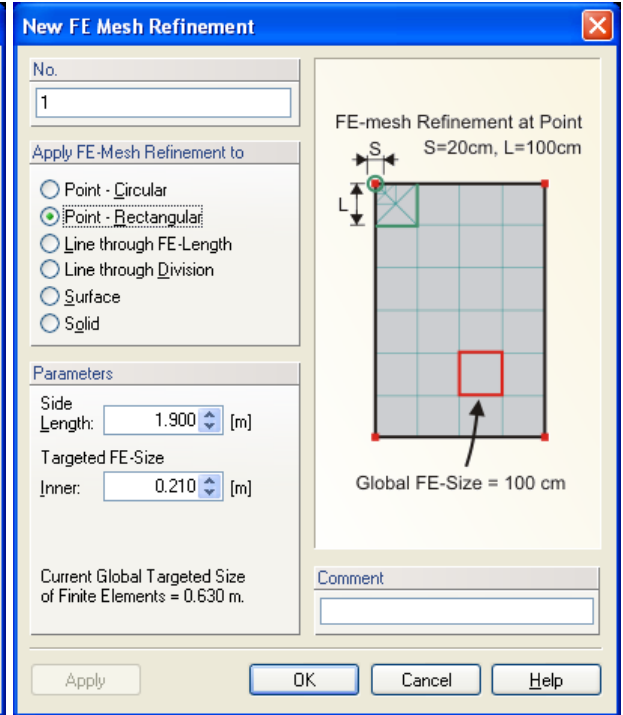 New FE Mesh Refinement
No.
1
Apply FE-Mesh Refinement to
Point - Circular
Point - Rectangular
Line through FE-Length
Line through Division
Surface
Solid
Parameters
Side
Length: 1.900 [m]
Targeted FE-Size
Inner: 0.210 [m]
Current Global Targeted Size
of Finite Elements = 0.630 m.
FE-mesh Refinement at Point
S S=20cm, L=100cm
L
Global FE-Size = 100 cm
Comment
Apply OK Cancel Help